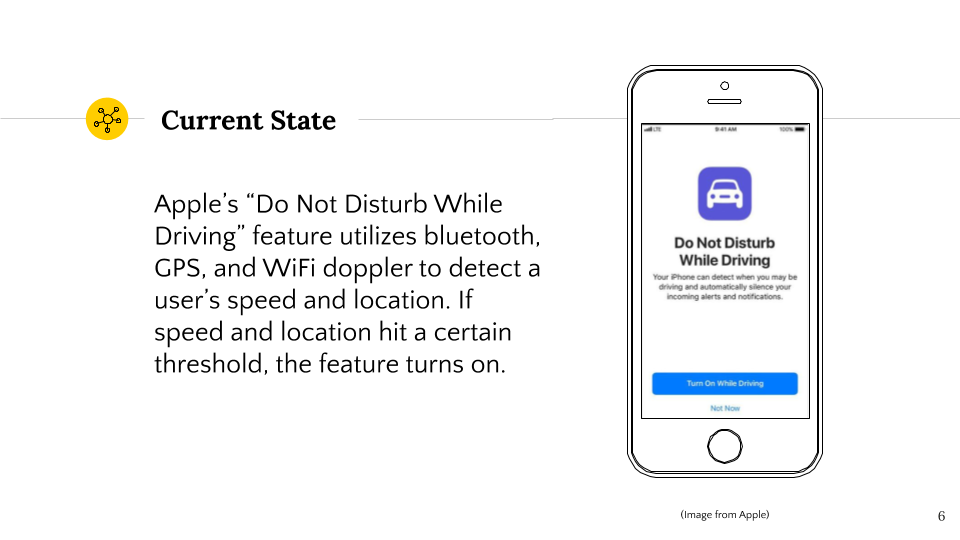 Current State
Apple’s “Do Not Disturb While
Driving” feature utilizes bluetooth,
GPS, and WiFi doppler to detect a
user’s speed and location. If
speed and location hit a certain
threshold, the feature turns on.
LTE 9:41 AM 100%
Do Not Disturb
While Driving
Your iPhone can detect when you may be
driving and automatically silence your
incoming alerts and notifications.
Turn On While Driving
Not Now
(Image from Apple)
6